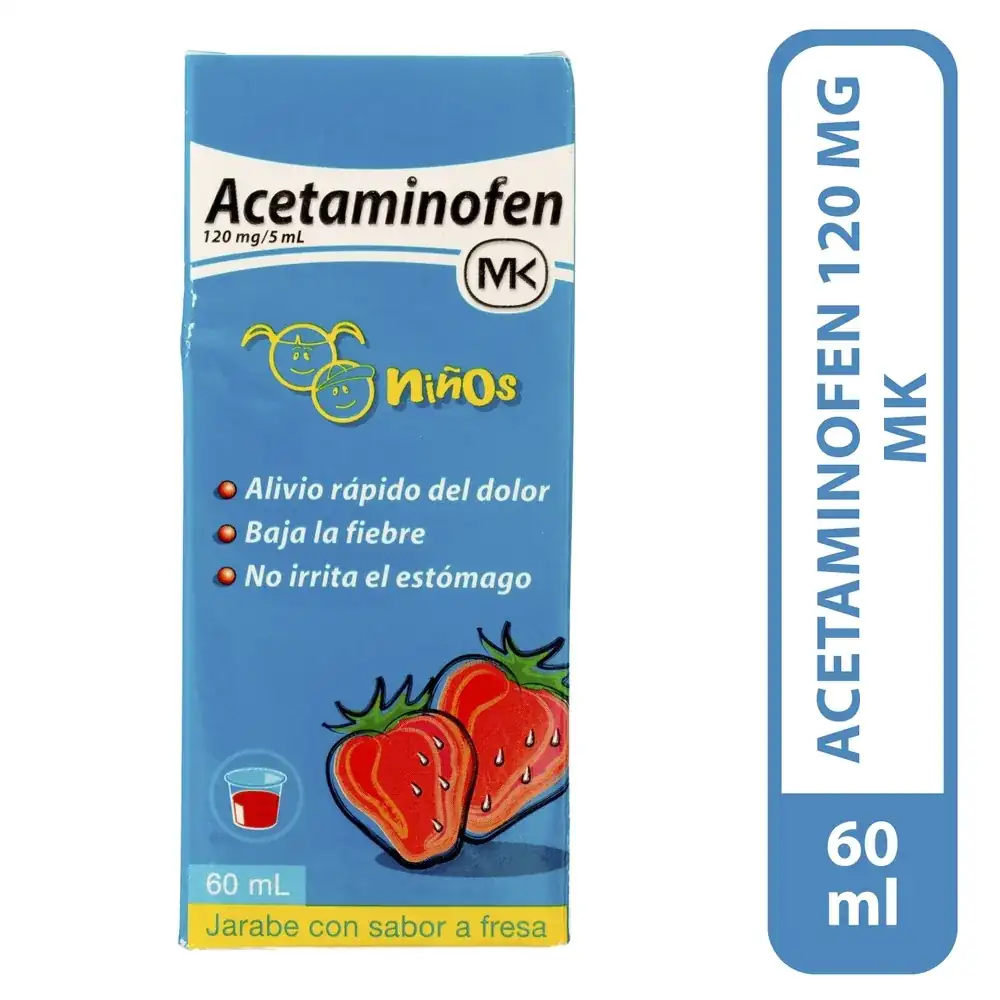 Acetaminofen
120 mg/5 mL
MK
niños
Alivio rápido del dolor
Baja la fiebre
No irrita el estómago
60 mL
Jarabe con sabor a fresa
ACETAMINOFEN 120 MG
MK
60
ml